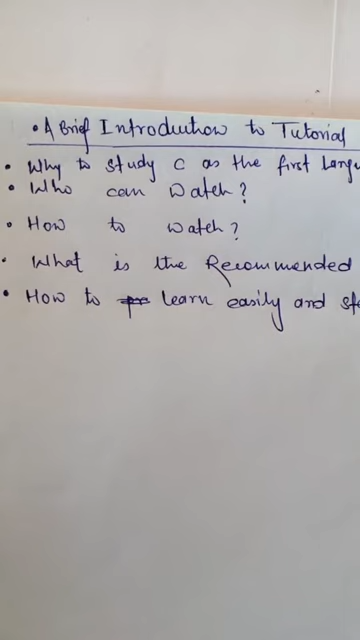 • A Brief Introduction to Tutorial
• Why to study C as the first
• Who can watch?
• How to watch?
• What is the Recommended
• How to learn easily and